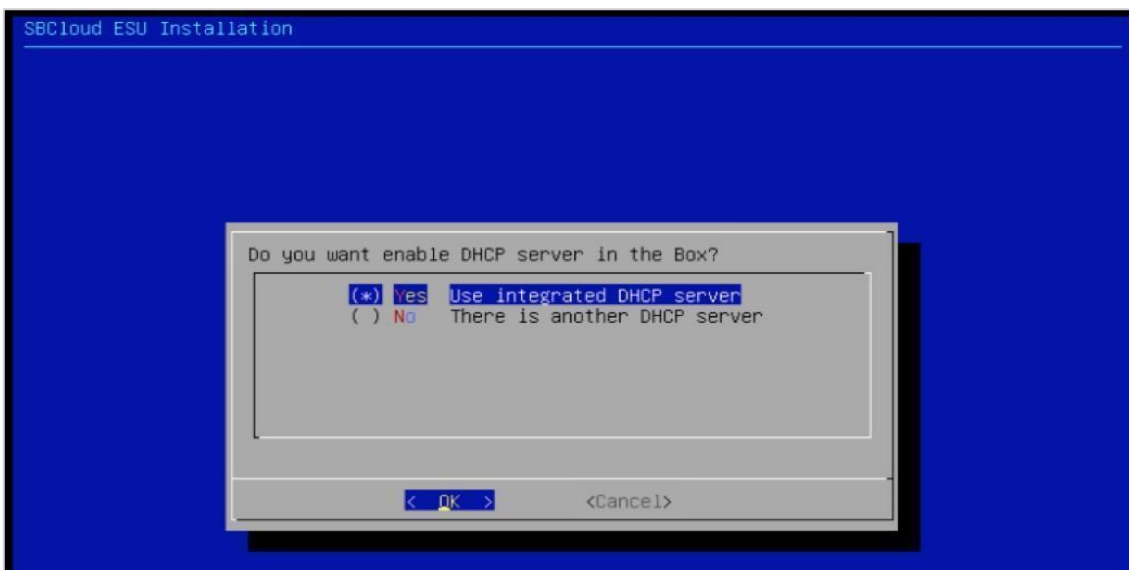 SBCloud ESU Installation
Do you want enable DHCP server in the Box?
(*) Yes Use integrated DHCP server
( ) No There is another DHCP server
< OK > <Cancel>